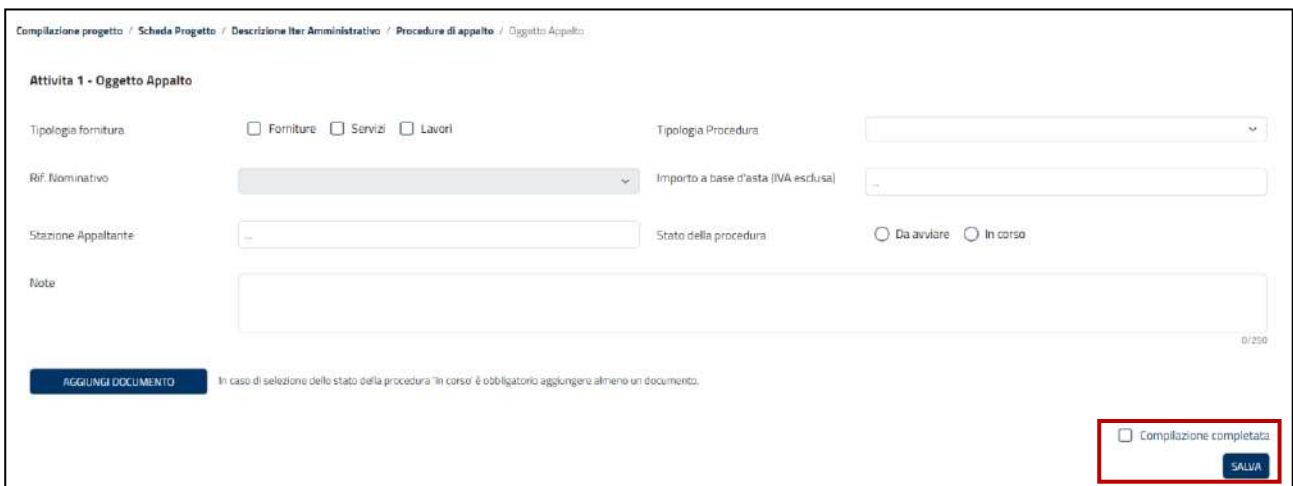 Compilazione progetto / Scheda Progetto / Descrizione Iter Amministrativo / Procedure di appalto / Oggetto Appalto
Attivita 1 - Oggetto Appalto
Tipologia fornitura Forniture Servizi Lavori Tipologia Procedura
Rif. Nominativo Importo a base d'asta (IVA esclusa) ...
Stazione Appaltante ... Stato della procedura Da avviare In corso
Note
0/250
AGGIUNGI DOCUMENTO In caso di selezione dello stato della procedura 'In corso' è obbligatorio aggiungere almeno un documento.
Compilazione completata
SALVA